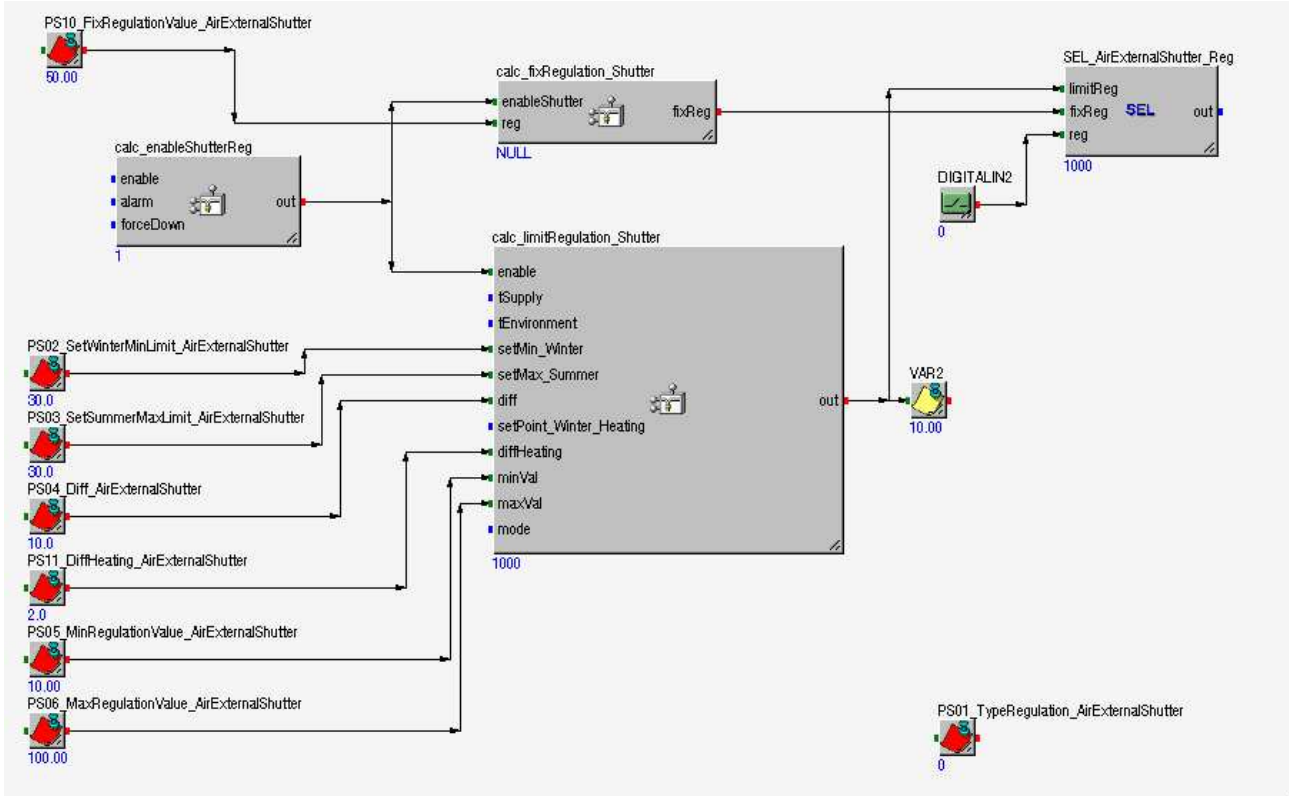 PS10_FixRegulationValue_AirExternalShutter
50.00
calc_fixRegulation_Shutter
enableShutter
reg
fixReg
NULL
SEL_AirExternalShutter_Reg
limitReg
fixReg
reg
SEL
out
1000
calc_enableShutterReg
enable
alarm
forceDown
out
1
DIGITALIN2
0
calc_limitRegulation_Shutter
enable
tSupply
tEnvironment
setMin_Winter
setMax_Summer
diff
setPoint_Winter_Heating
diffHeating
minVal
maxVal
mode
out
1000
VAR2
10.00
PS02_SetWinterMinLimit_AirExternalShutter
30.0
PS03_SetSummerMaxLimit_AirExternalShutter
30.0
PS04_Diff_AirExternalShutter
10.0
PS11_DiffHeating_AirExternalShutter
2.0
PS05_MinRegulationValue_AirExternalShutter
10.00
PS06_MaxRegulationValue_AirExternalShutter
100.00
PS01_TypeRegulation_AirExternalShutter
0